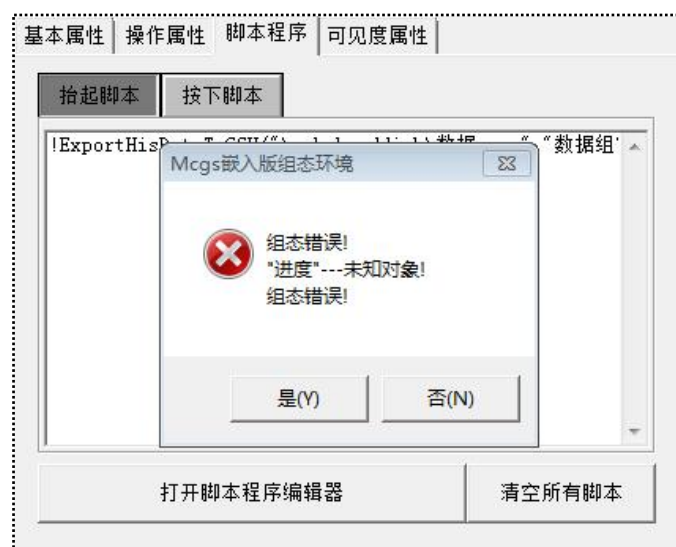 基本属性 操作属性 脚本程序 可见度属性
抬起脚本 按下脚本
!ExportHis "数据组"
Mcgs嵌入版组态环境
组态错误!
"进度"---未知对象!
组态错误!
是(Y) 否(N)
打开脚本程序编辑器 清空所有脚本